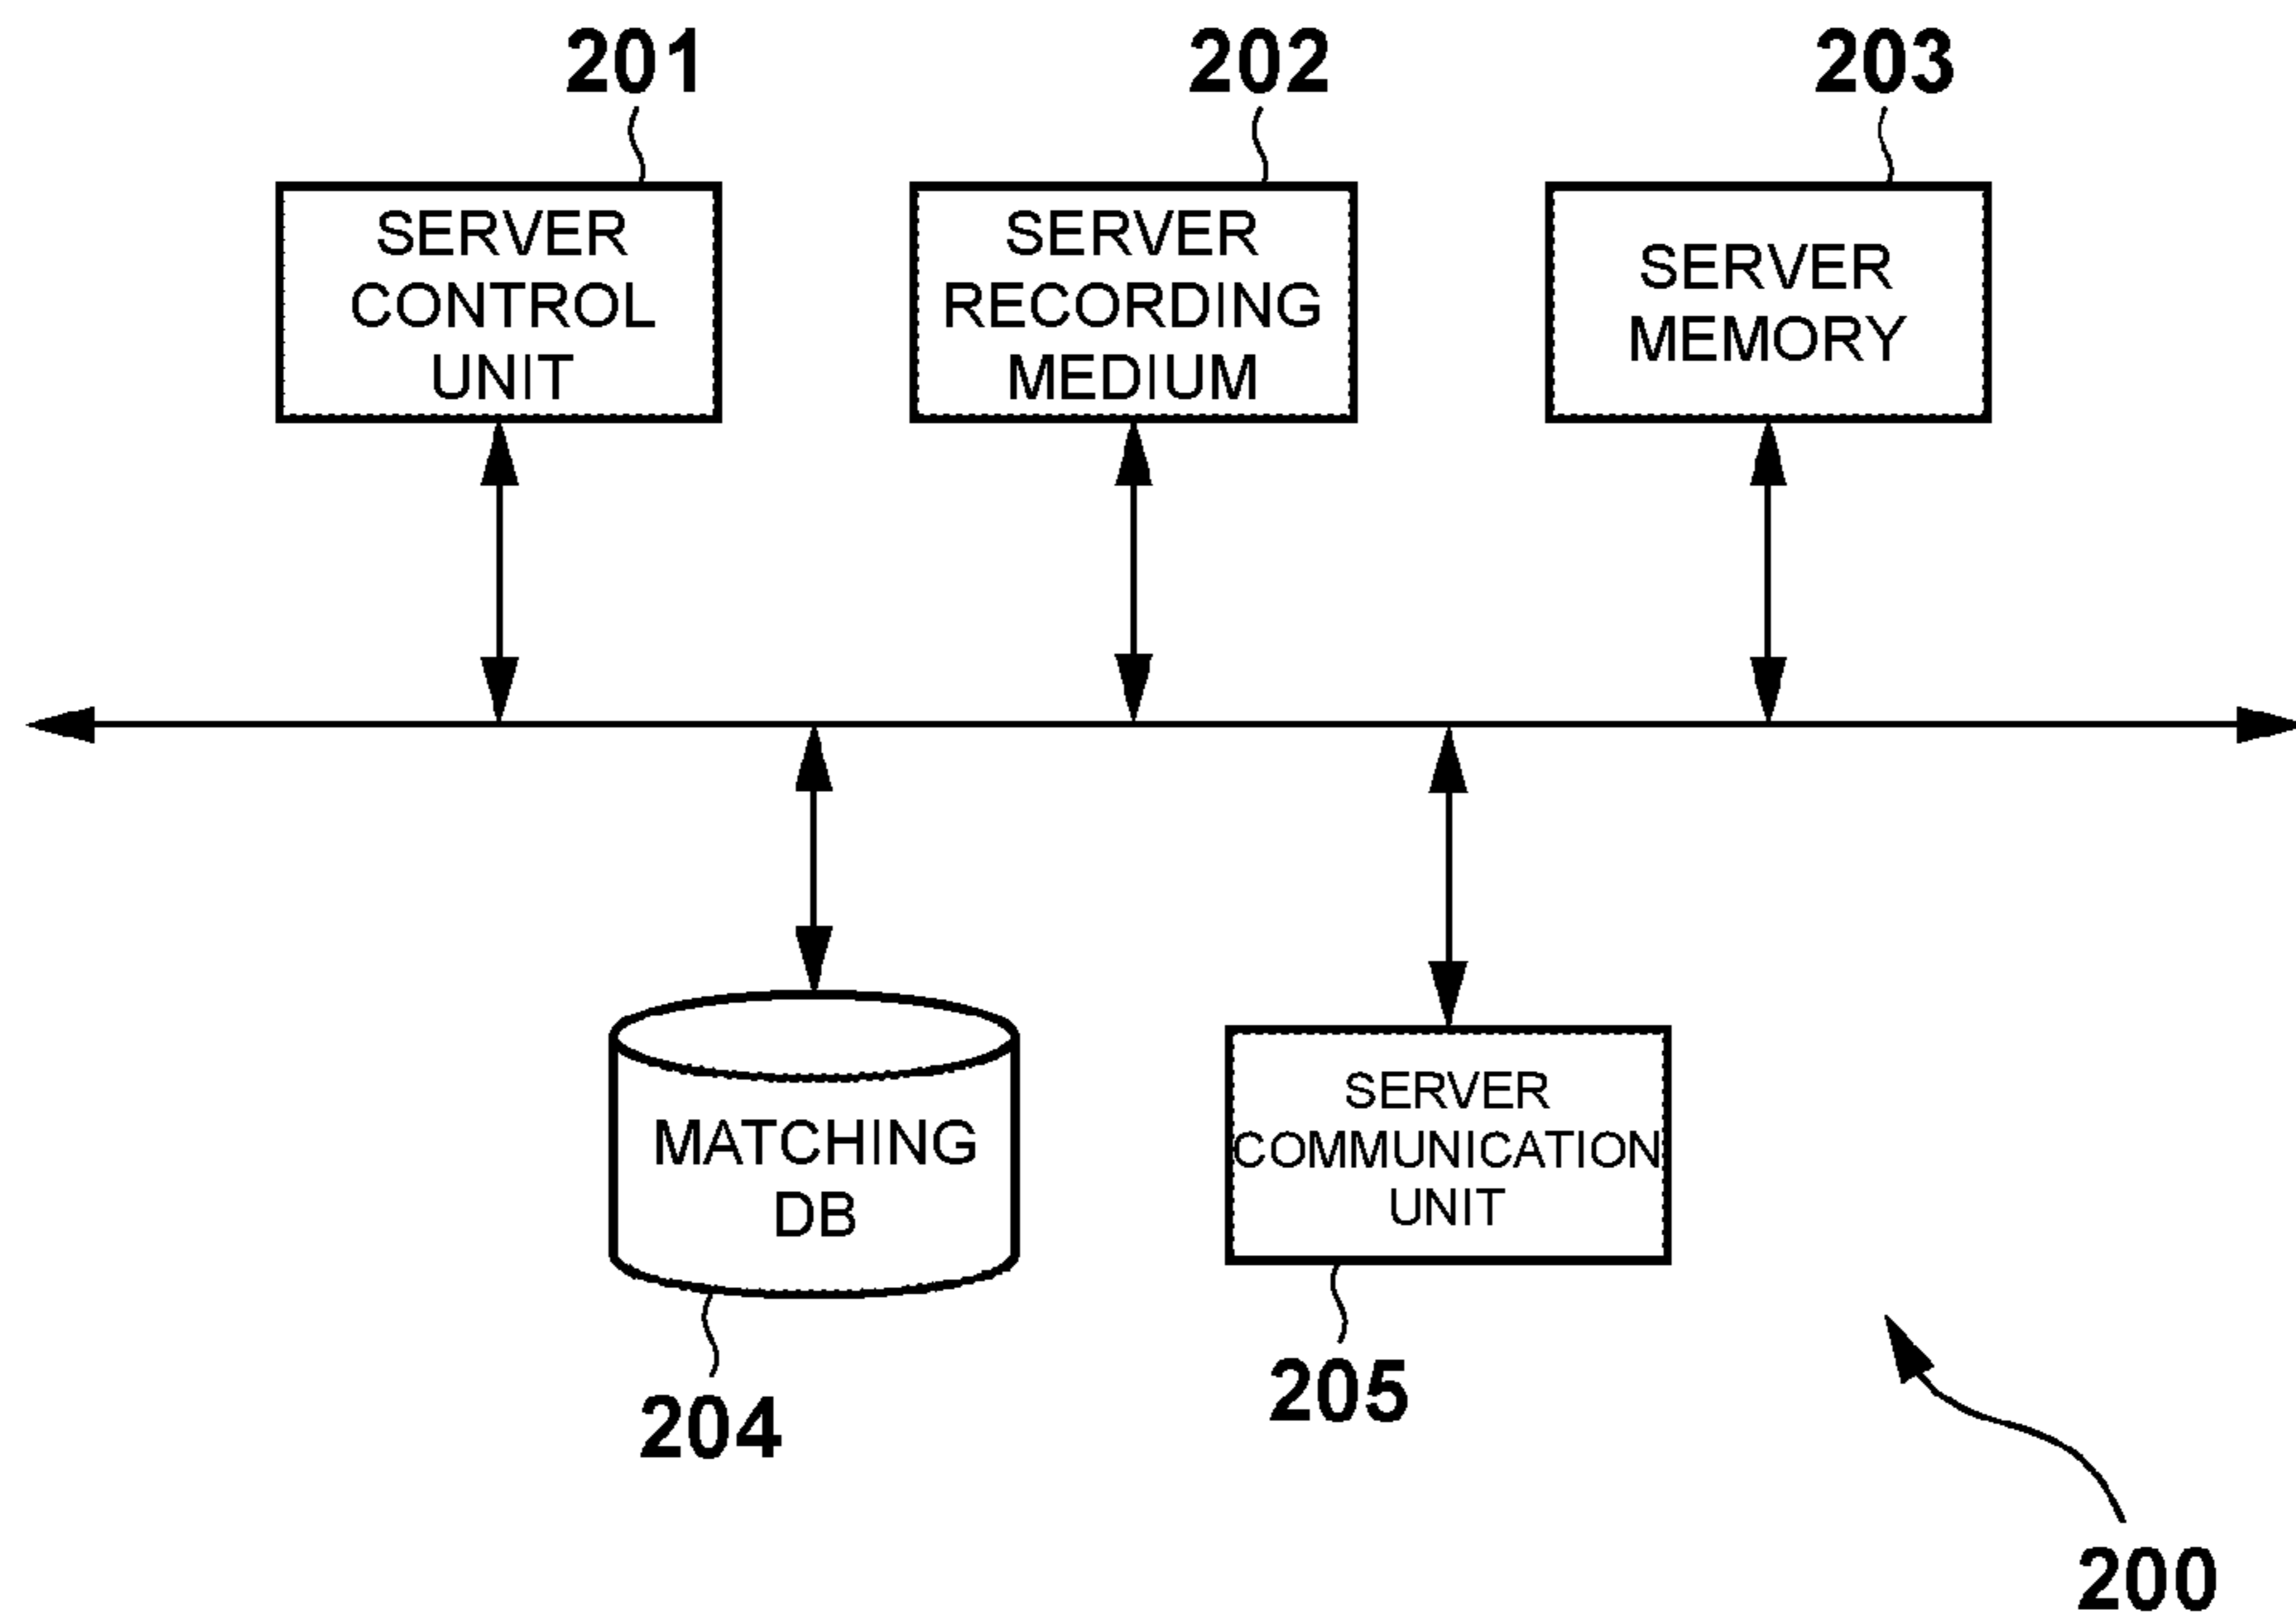 201
202
203
SERVER
CONTROL
UNIT
SERVER
RECORDING
MEDIUM
SERVER
MEMORY
MATCHING
DB
SERVER
COMMUNICATION
UNIT
204
205
200